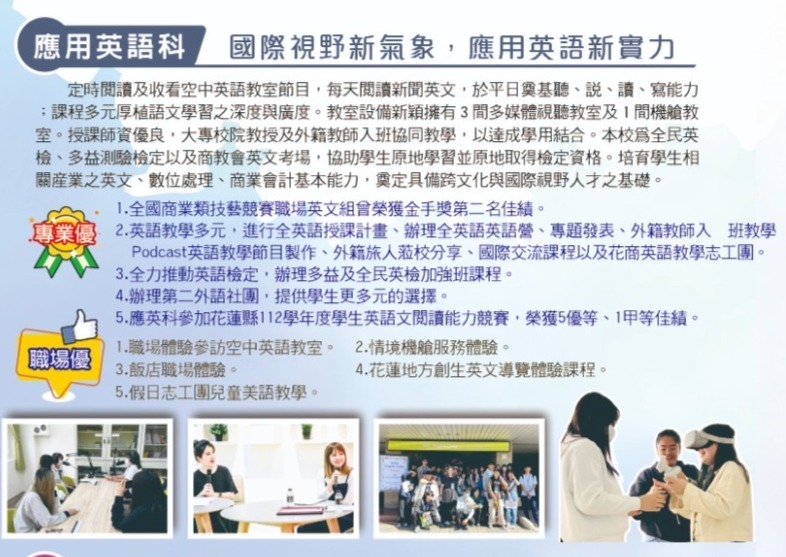 應用英語科 國際視野新氣象，應用英語新實力
定時閱讀及收看空中英語教室節目，每天閱讀新聞英文，於平日奠基聽、説、讀、寫能力
；課程多元厚植語文學習之深度與廣度。教室設備新穎擁有3間多媒體視聽教室及1間機艙教
室。授課師資優良，大專校院教授及外籍教師入班協同教學，以達成學用結合。本校爲全民英
檢、多益測驗檢定以及商教會英文考場，協助學生原地學習並原地取得檢定資格。培育學生相
關産業之英文、數位處理、商業會計基本能力，奠定具備跨文化與國際視野人才之基礎。
專業優
1.全國商業類技藝競賽職場英文組曾榮獲金手獎第二名佳績。
2.英語教學多元，進行全英語授課計畫、辦理全英語英語營、專題發表、外籍教師入 班教學
Podcast英語教學節目製作、外籍旅人蒞校分享、國際交流課程以及花商英語教學志工團。
3.全力推動英語檢定，辦理多益及全民英檢加強班課程。
4.辦理第二外語社團，提供學生更多元的選擇。
5.應英科參加花蓮縣112學年度學生英語文閲讀能力競賽，榮獲5優等、1甲等佳績。
職場優
1.職場體驗參訪空中英語教室。 2.情境機艙服務體驗。
3.飯店職場體驗。 4.花蓮地方創生英文導覽體驗課程。
5.假日志工團兒童美語教學。